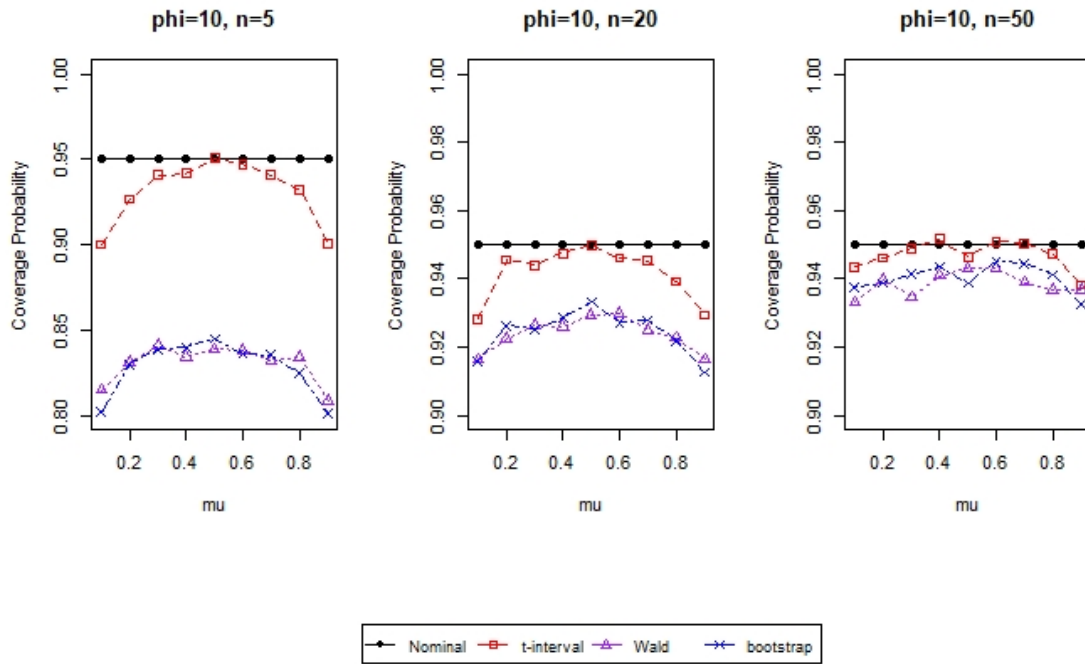 phi=10, n=5
Coverage Probability
1.00
0.95
0.90
0.85
0.80
0.2 0.4 0.6 0.8
mu
phi=10, n=20
Coverage Probability
1.00
0.98
0.96
0.94
0.92
0.90
0.2 0.4 0.6 0.8
mu
phi=10, n=50
Coverage Probability
1.00
0.98
0.96
0.94
0.92
0.90
0.2 0.4 0.6 0.8
mu
Nominal t-interval Wald bootstrap